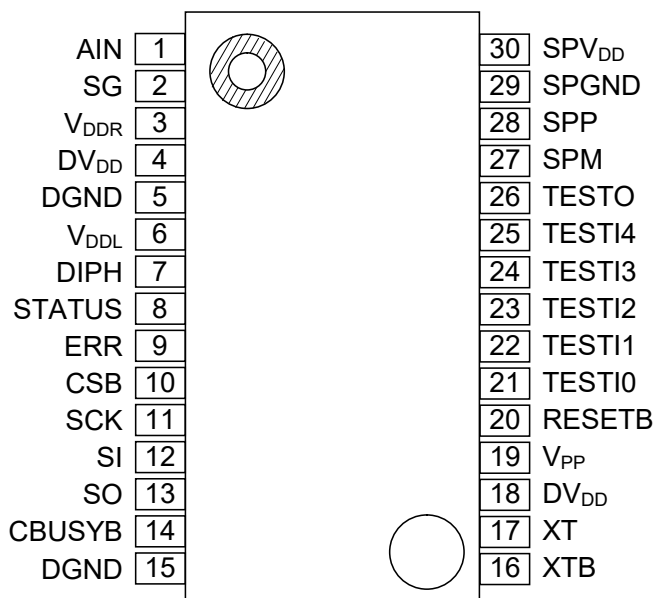 AIN 1 30 SPVDD
SG 2 29 SPGND
VDDR 3 28 SPP
DVDD 4 27 SPM
DGND 5 26 TESTO
VDDL 6 25 TESTI4
DIPH 7 24 TESTI3
STATUS 8 23 TESTI2
ERR 9 22 TESTI1
CSB 10 21 TESTI0
SCK 11 20 RESETB
SI 12 19 VPP
SO 13 18 DVDD
CBUSYB 14 17 XT
DGND 15 16 XTB